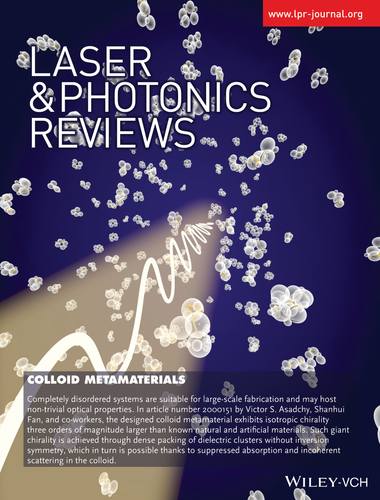 www.lpr-journal.org
LASER
&PHOTONICS
REVIEWS
COLLOID METAMATERIALS
Completely disordered systems are suitable for large-scale fabrication and may host
non-trivial optical properties. In article number 2000151 by Victor S. Asadchy, Shanhui
Fan, and co-workers, the designed colloid metamaterial exhibits isotropic chirality
three orders of magnitude larger than known natural and artificial materials. Such giant
chirality is achieved through dense packing of dielectric clusters without inversion
symmetry, which in turn is possible thanks to suppressed absorption and incoherent
scattering in the colloid.
WILEY-VCH